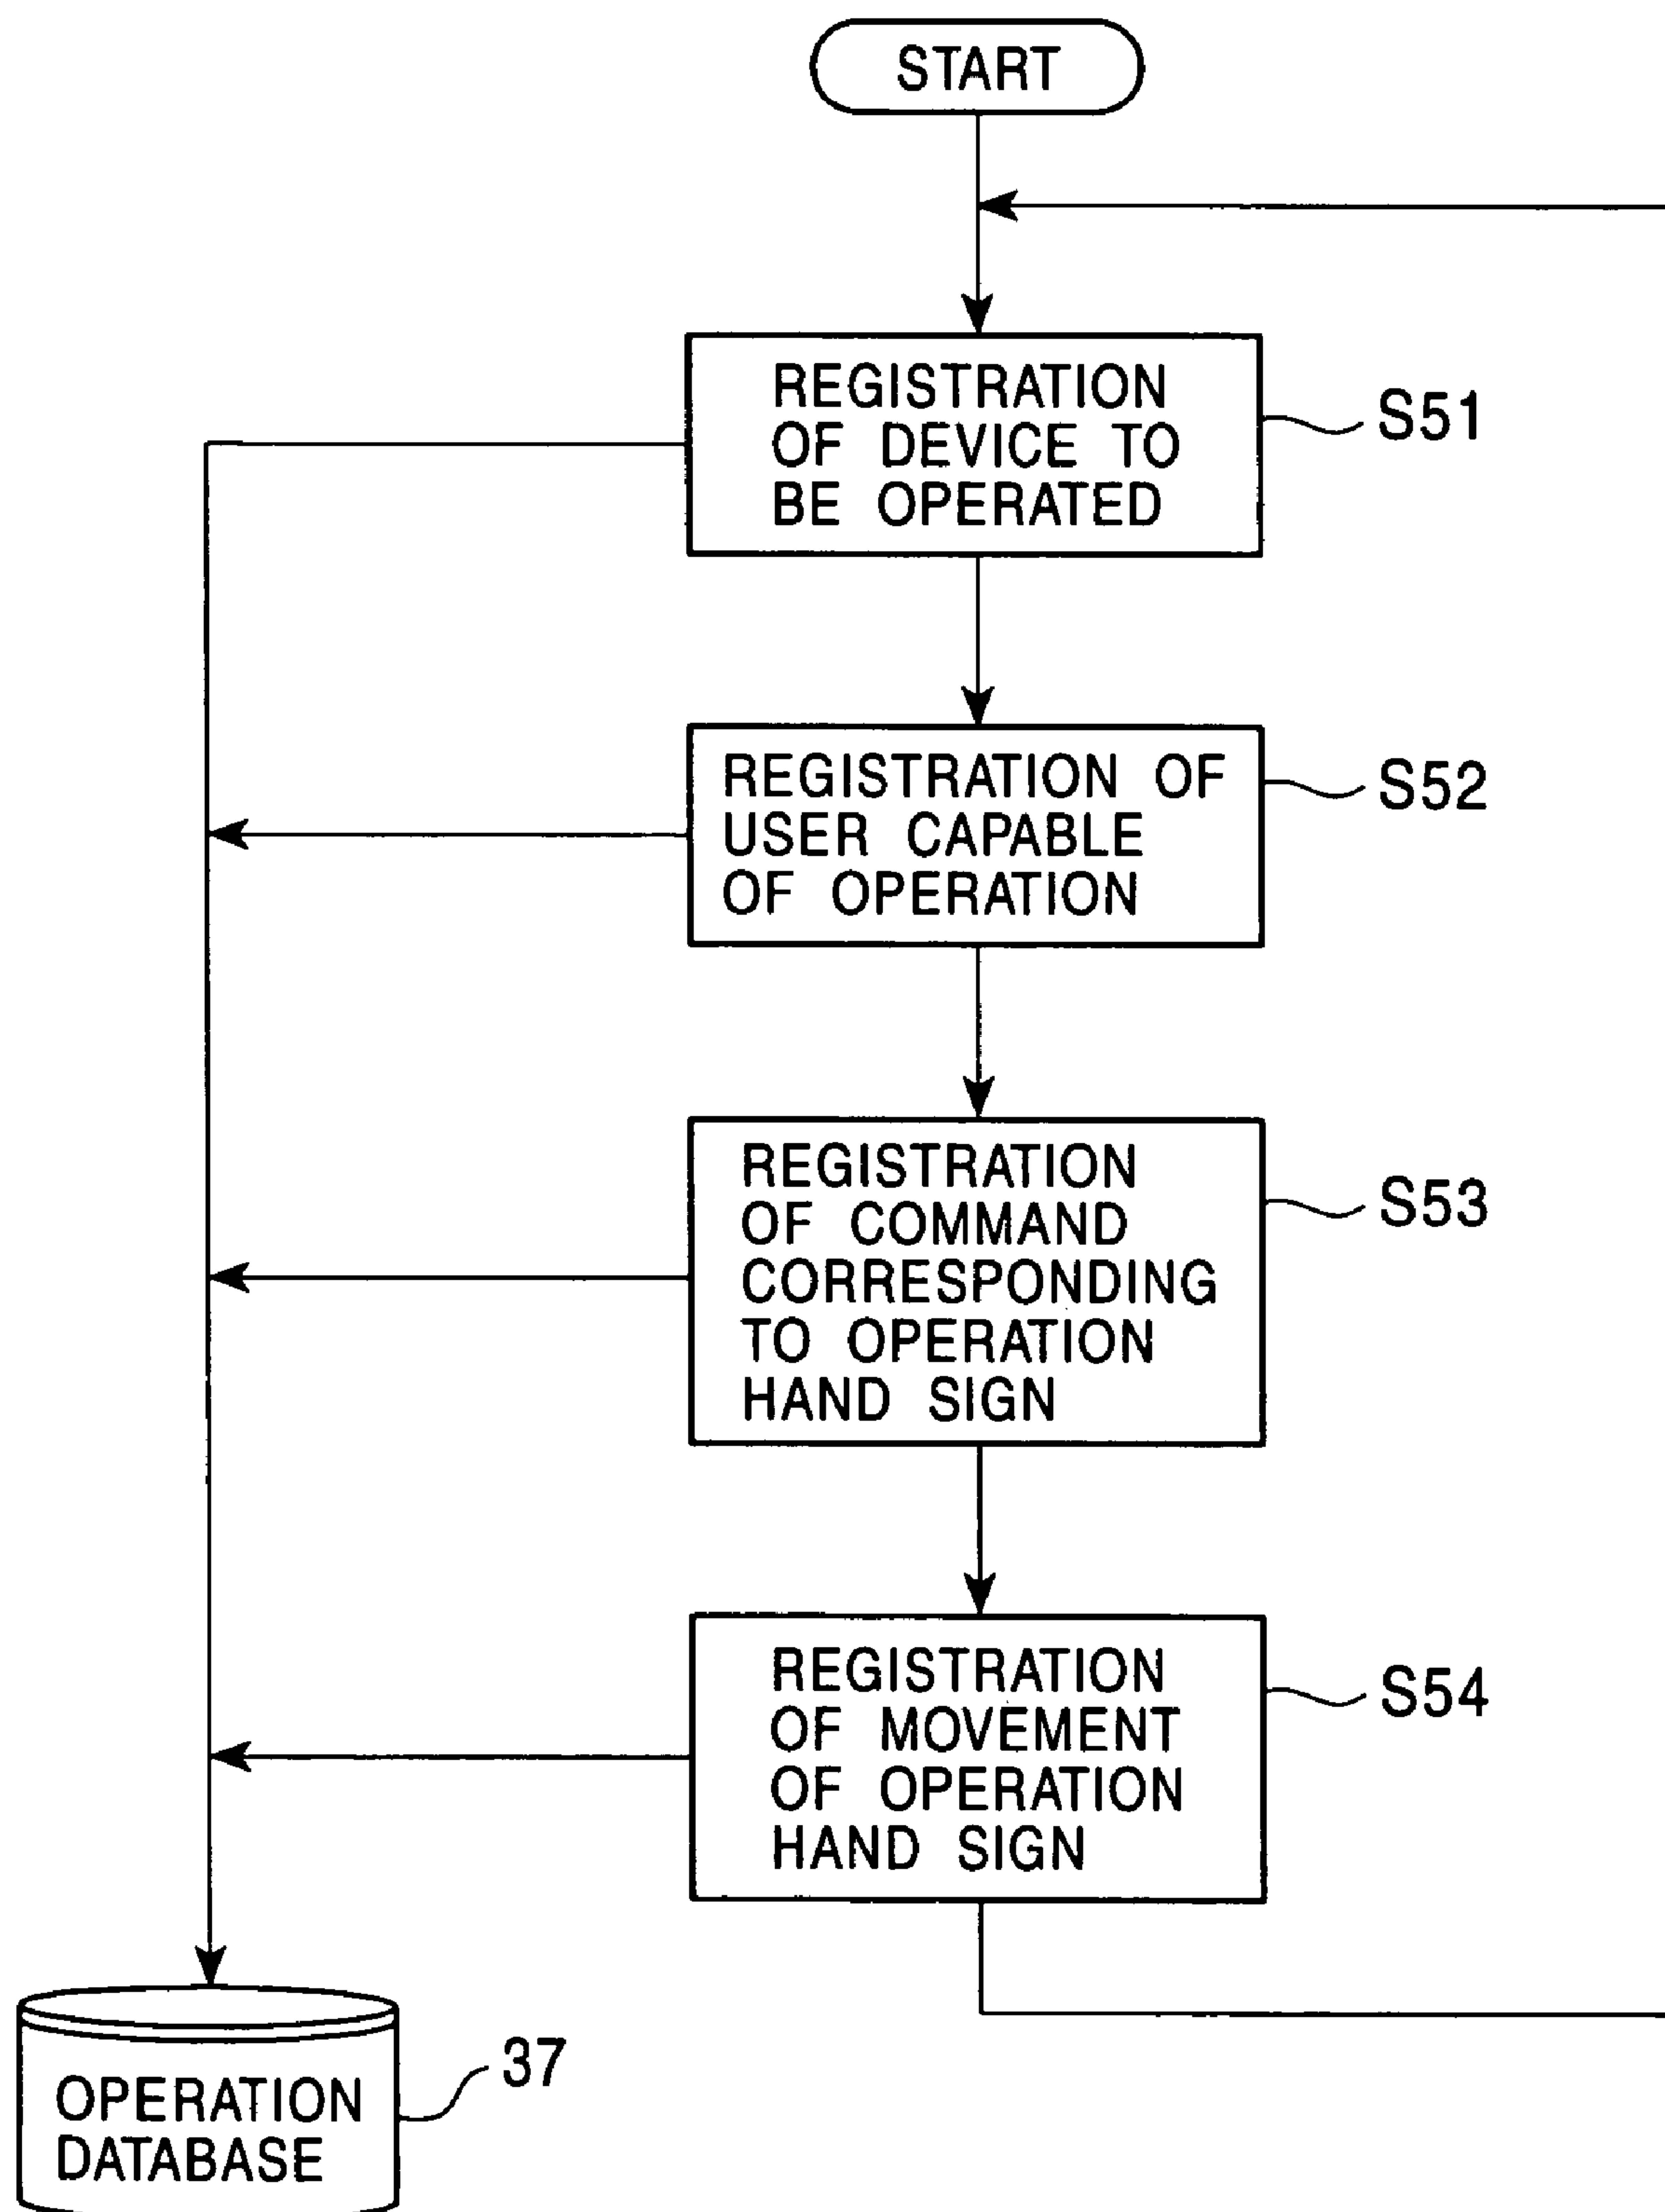 START
REGISTRATION
OF DEVICE TO
BE OPERATED
S51
REGISTRATION OF
USER CAPABLE
OF OPERATION
S52
REGISTRATION
OF COMMAND
CORRESPONDING
TO OPERATION
HAND SIGN
S53
REGISTRATION
OF MOVEMENT
OF OPERATION
HAND SIGN
S54
OPERATION
DATABASE
37